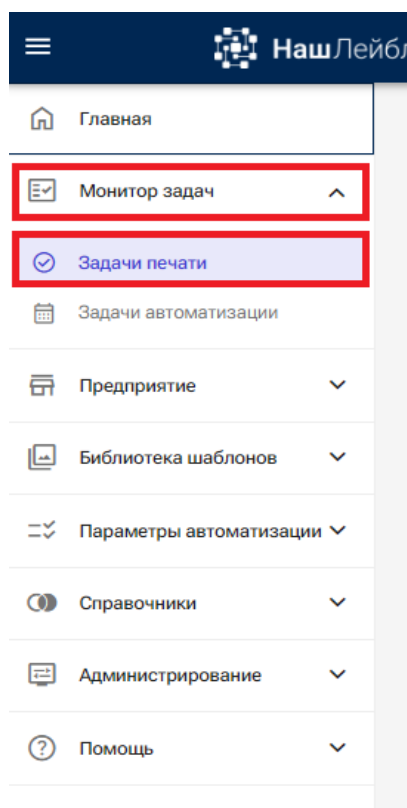 НашЛейбл
Главная
Монитор задач
Задачи печати
Задачи автоматизации
Предприятие
Библиотека шаблонов
Параметры автоматизации
Справочники
Администрирование
Помощь